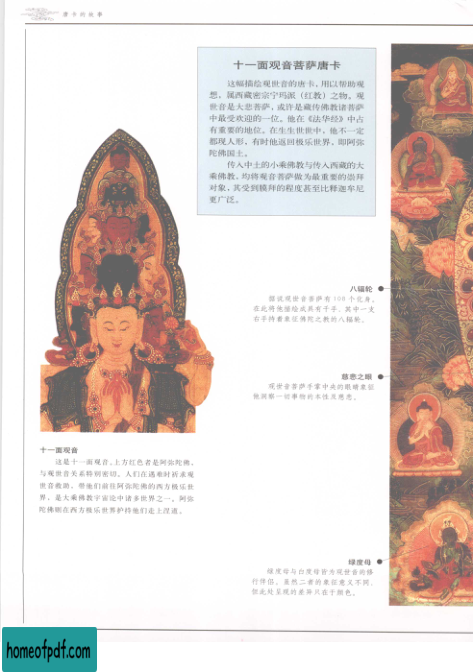 唐卡的故事
十一面观音菩萨唐卡
这幅描绘观世音的唐卡，用以帮助观
想，属西藏密宗宁玛派（红教）之物。观
世音是大悲菩萨，或许是藏传佛教诸菩萨
中最受欢迎的一位。他在《法华经》中占
有重要的地位。在生生世世中，他不一定
都现人形，有时他返回极乐世界，即阿弥
陀佛国土。
传入中土的小乘佛教与传入西藏的大
乘佛教，均将观音菩萨做为最重要的崇拜
对象，其受到膜拜的程度甚至比释迦牟尼
更广泛。
八辐轮
据说观世音菩萨有108个化身，
在此将他描绘成具有千手，其中一支
右手持着象征佛陀之教的八辐轮。
慈悲之眼
观世音菩萨手掌中央的眼睛象征
他洞察一切事物的本性及慈悲。
十一面观音
这是十一面观音。上方红色者是阿弥陀佛，
与观世音关系特别密切。人们在遇难时祈求观
世音救助，带他们前往阿弥陀佛的西方极乐世
界，是大乘佛教宇宙论中诸多世界之一。阿弥
陀佛则在西方极乐世界护持他们走上涅道。
绿度母
绿度母与白度母皆为观世音的修
行伴侣。虽然二者的象征意义不同，
但此处呈现的差异只在于颜色。
homeofpdf.com